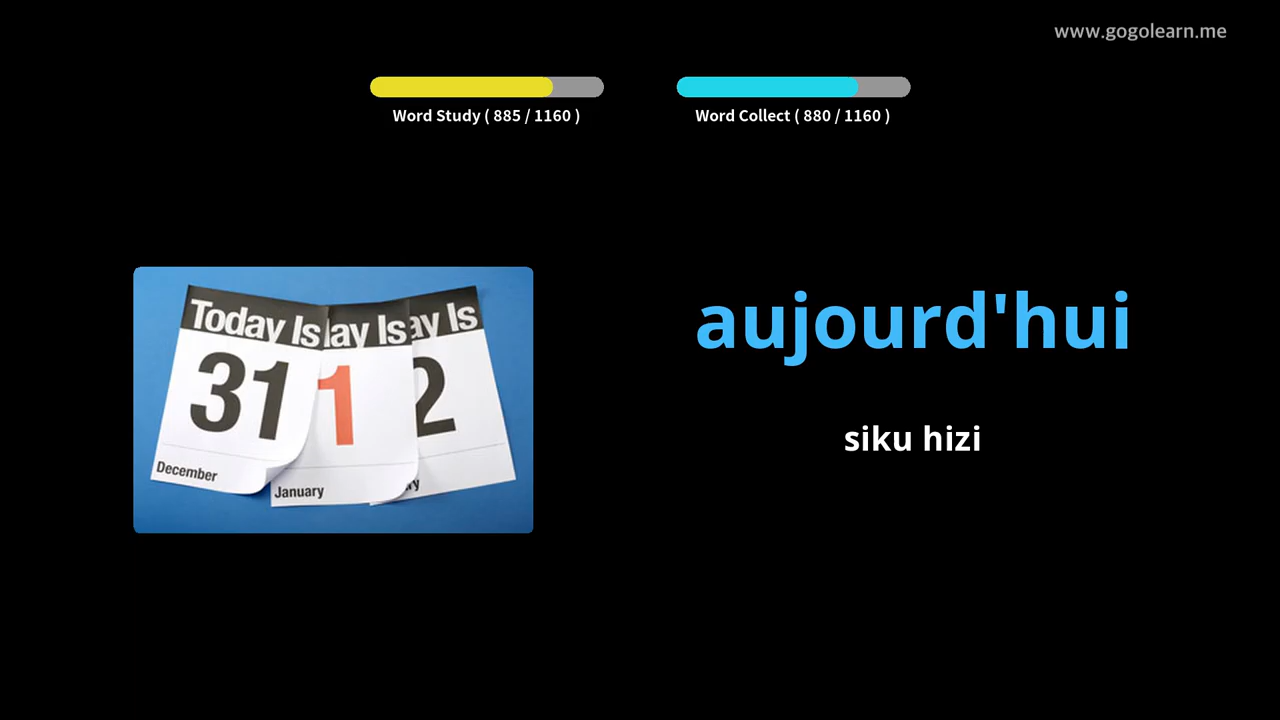 www.gogolearn.me
Word Study ( 885 / 1160 )
Word Collect ( 880 / 1160 )
Today Is
ay Is
ay Is
31
1
2
December
January
ry
aujourd'hui
siku hizi